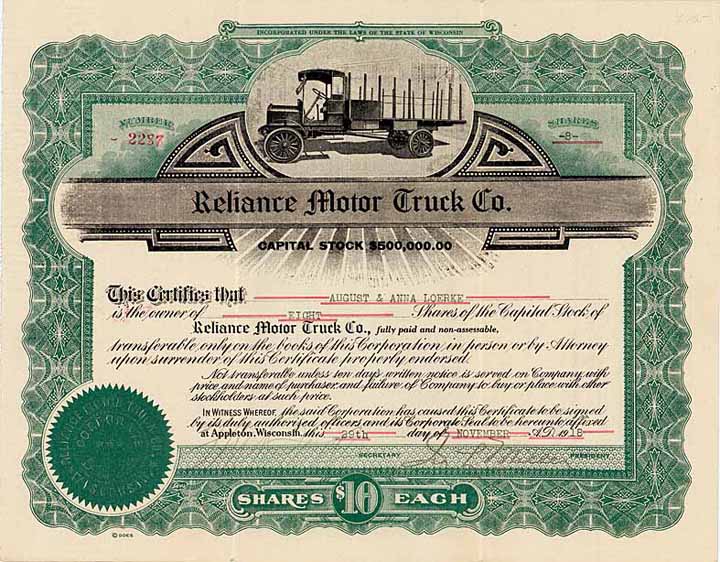 INCORPORATED UNDER THE LAWS OF THE STATE OF WISCONSIN
NUMBER
- 2287
SHARES
-8-
Reliance Motor Truck Co.
CAPITAL STOCK $500,000.00
This Certifies that AUGUST & ANNA LOERKE
is the owner of EIGHT Shares of the Capital Stock of
Reliance Motor Truck Co., fully paid and non-assessable,
transferable only on the books of this Corporation in person or by Attorney
upon surrender of this Certificate properly endorsed.
Not transferable unless ten days written notice is served on Company with
price and name of purchaser and failure of Company to buy or place with other
stockholders at such price.
IN WITNESS WHEREOF, the said Corporation has caused this Certificate to be signed
by its duly authorized officers and its Corporate Seal to be hereunto affixed
at Appleton, Wisconsin, this 29th day of NOVEMBER A.D. 1918
SECRETARY PRESIDENT
SHARES $10 EACH
© GOES